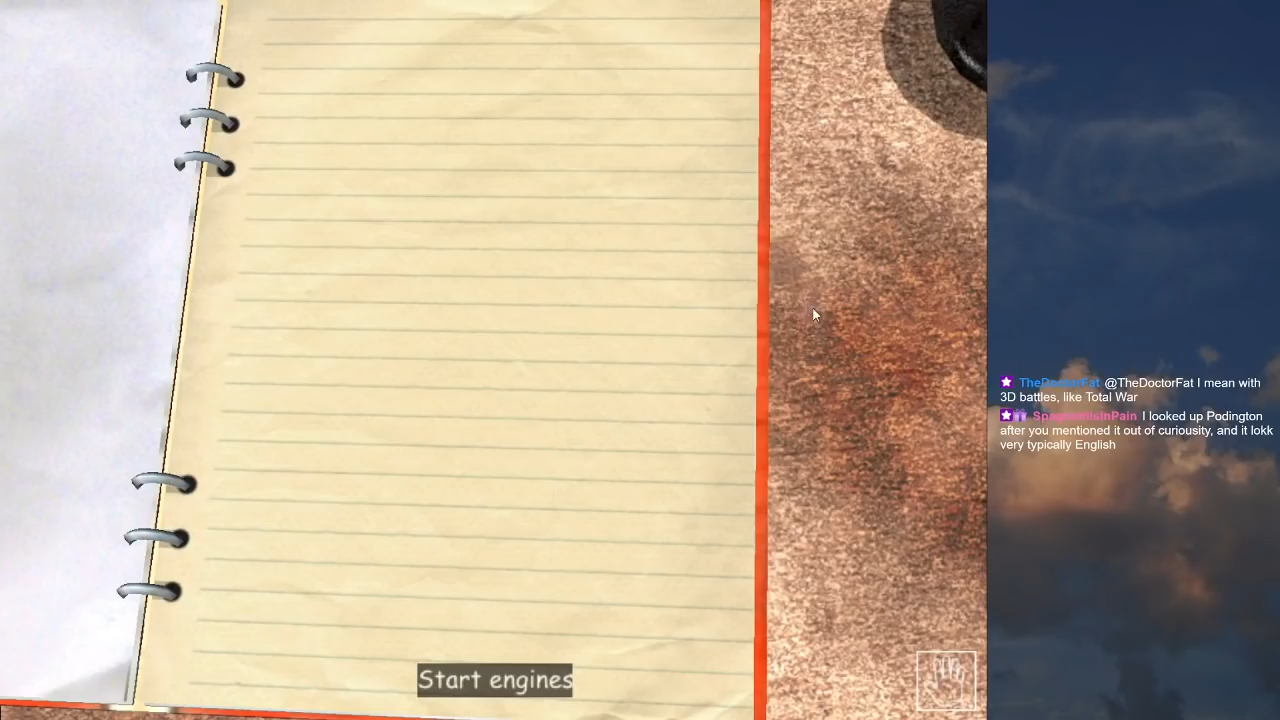 Start engines
TheDoctorFat @TheDoctorFat I mean with
3D battles, like Total War
I looked up Podington
after you mentioned it out of curiousity, and it lokk
very typically English